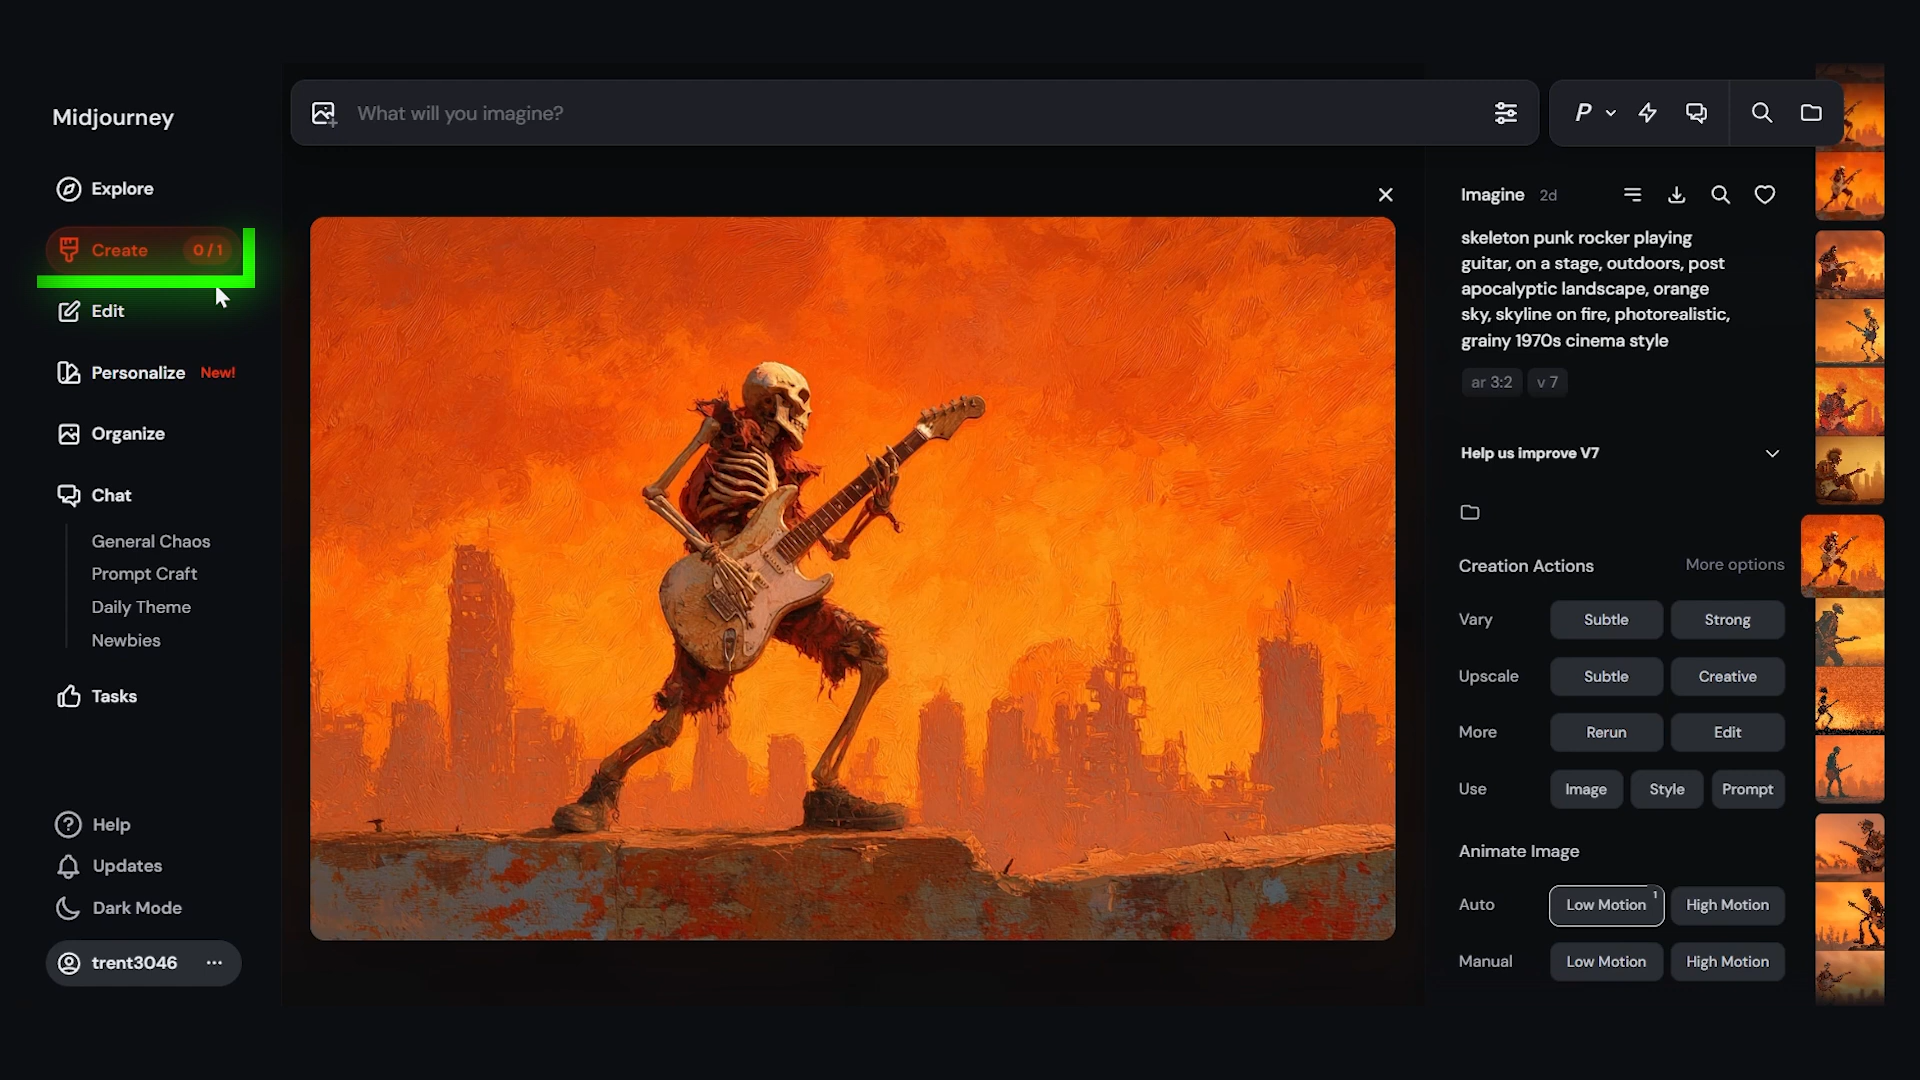 Midjourney
Explore
Create 0 / 1
Edit
Personalize New!
Organize
Chat
General Chaos
Prompt Craft
Daily Theme
Newbies
Tasks
Help
Updates
Dark Mode
trent3046 ...
What will you imagine?
P
Imagine 2d
skeleton punk rocker playing
guitar, on a stage, outdoors, post
apocalyptic landscape, orange
sky, skyline on fire, photorealistic,
grainy 1970s cinema style
ar 3:2 v 7
Help us improve V7
Creation Actions More options
Vary Subtle Strong
Upscale Subtle Creative
More Rerun Edit
Use Image Style Prompt
Animate Image
Auto Low Motion 1 High Motion
Manual Low Motion High Motion